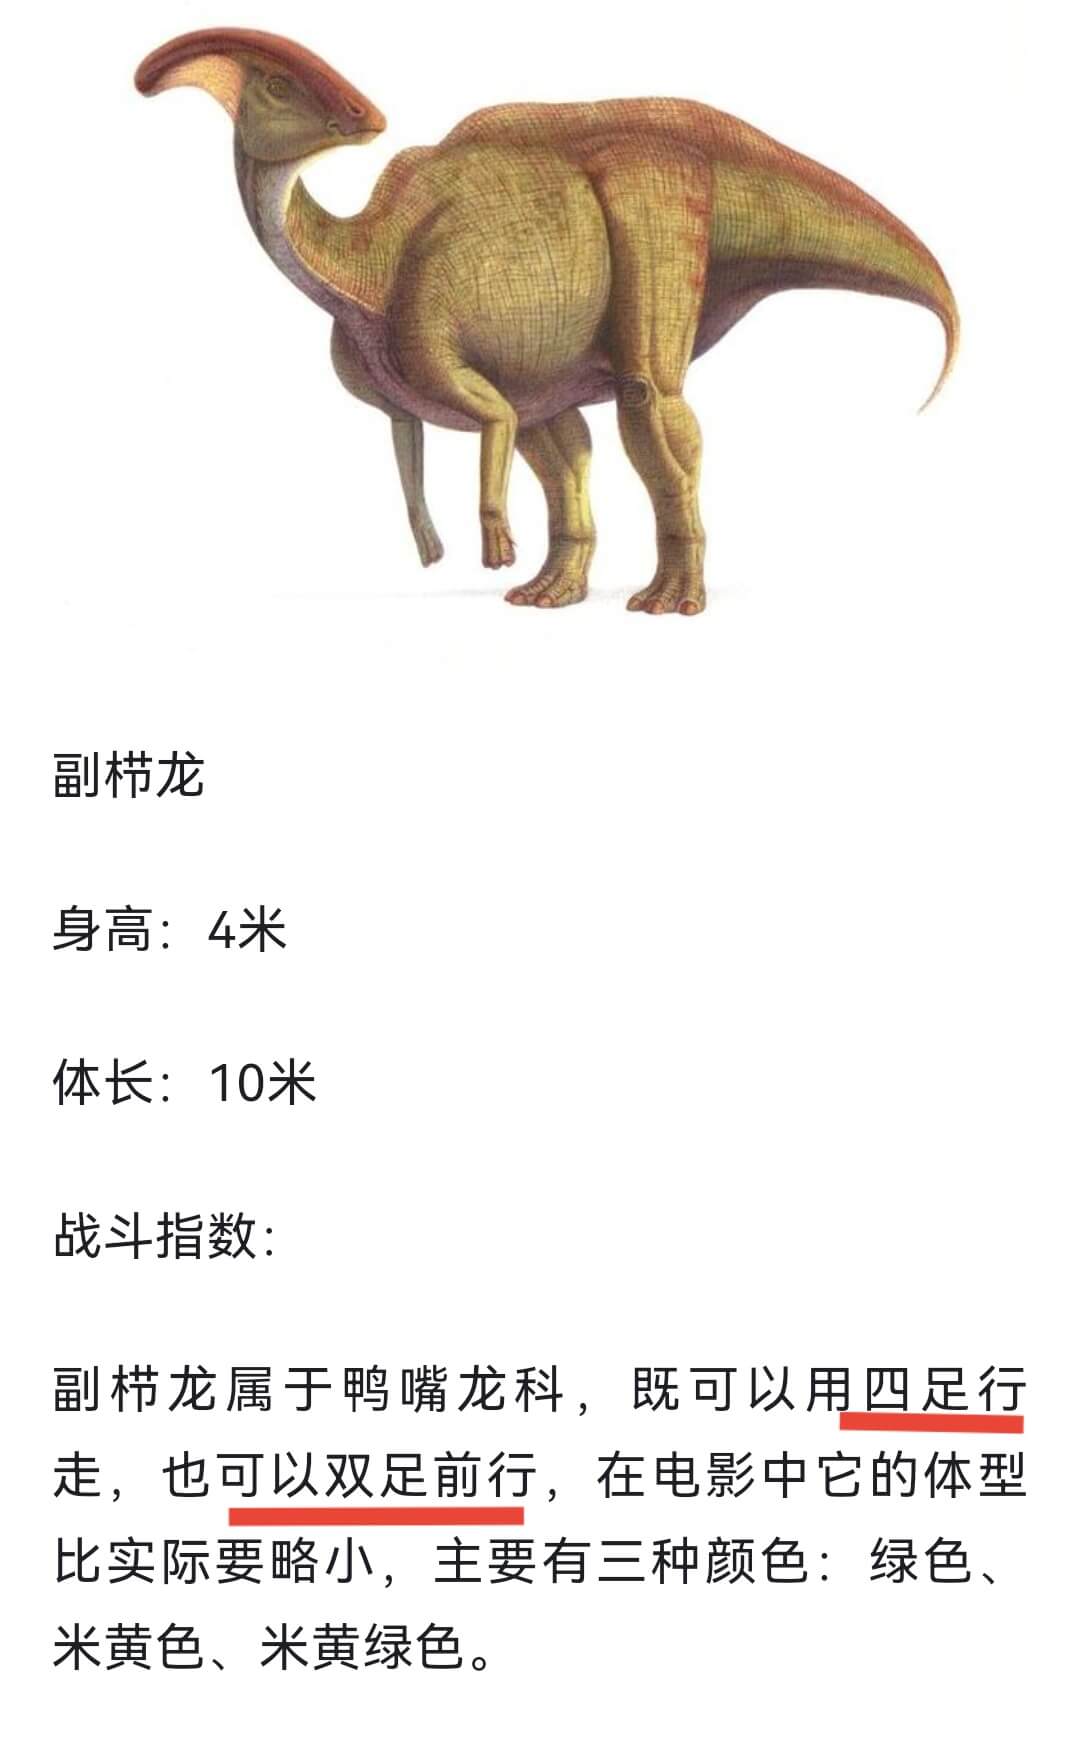 副栉龙
身高：4米
体长：10米
战斗指数：
副栉龙属于鸭嘴龙科，既可以用四足行
走，也可以双足前行，在电影中它的体型
比实际要略小，主要有三种颜色：绿色、
米黄色、米黄绿色。